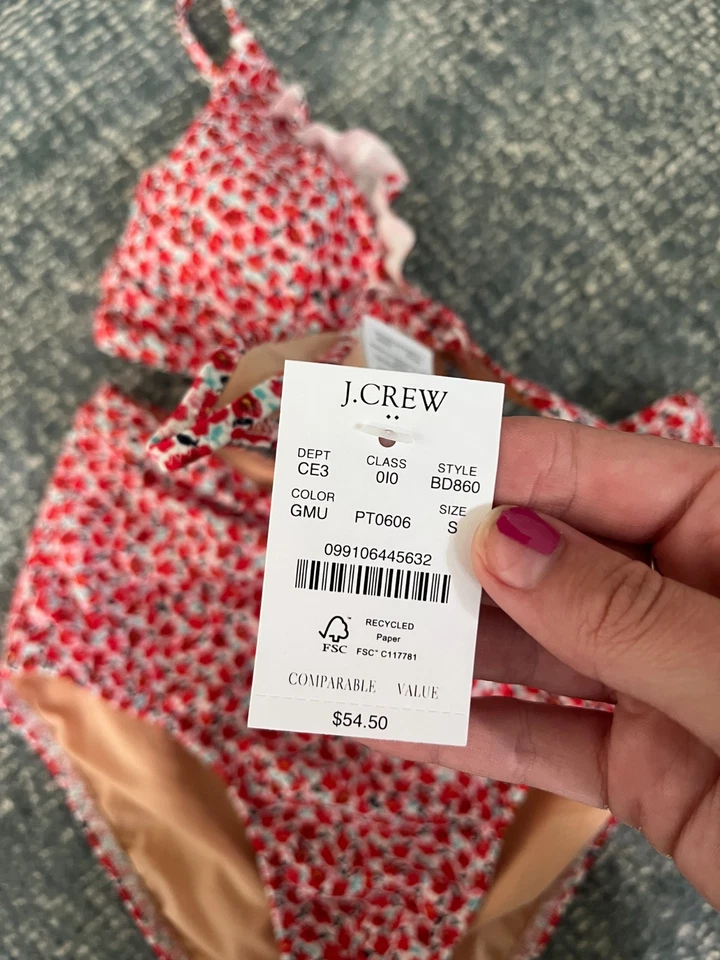 J.CREW
DEPT CLASS STYLE
CE3 0I0 BD860
COLOR SIZE
GMU PT0606 S
099106445632
RECYCLED
Paper
FSC FSC® C117781
COMPARABLE VALUE
$54.50